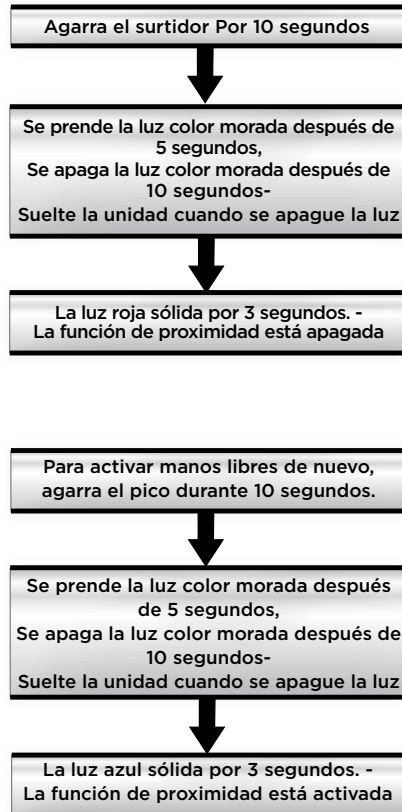 Agarra el surtidor Por 10 segundos
Se prende la luz color morada después de
5 segundos,
Se apaga la luz color morada después de
10 segundos-
Suelte la unidad cuando se apague la luz
La luz roja sólida por 3 segundos. -
La función de proximidad está apagada
Para activar manos libres de nuevo,
agarra el pico durante 10 segundos.
Se prende la luz color morada después
de 5 segundos,
Se apaga la luz color morada después de
10 segundos-
Suelte la unidad cuando se apague la luz
La luz azul sólida por 3 segundos. -
La función de proximidad está activada